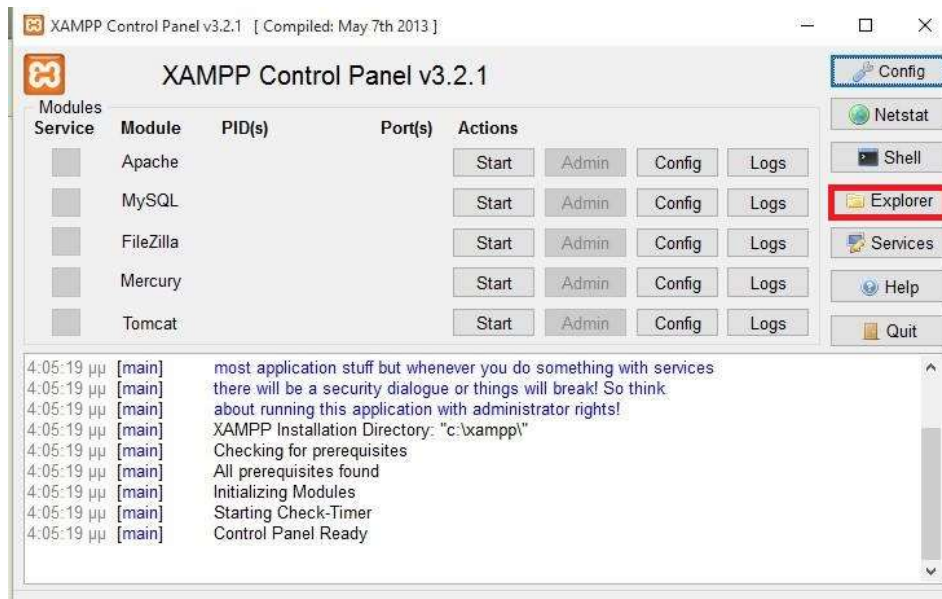 XAMPP Control Panel v3.2.1 [ Compiled: May 7th 2013 ]
XAMPP Control Panel v3.2.1
Config
Modules
Service Module PID(s) Port(s) Actions
Netstat
Apache Start Admin Config Logs
Shell
MySQL Start Admin Config Logs
Explorer
FileZilla Start Admin Config Logs
Services
Mercury Start Admin Config Logs
Help
Tomcat Start Admin Config Logs
Quit
4:05:19 μμ [main] most application stuff but whenever you do something with services
4:05:19 μμ [main] there will be a security dialogue or things will break! So think
4:05:19 μμ [main] about running this application with administrator rights!
4:05:19 μμ [main] XAMPP Installation Directory: "c:\xampp\"
4:05:19 μμ [main] Checking for prerequisites
4:05:19 μμ [main] All prerequisites found
4:05:19 μμ [main] Initializing Modules
4:05:19 μμ [main] Starting Check-Timer
4:05:19 μμ [main] Control Panel Ready